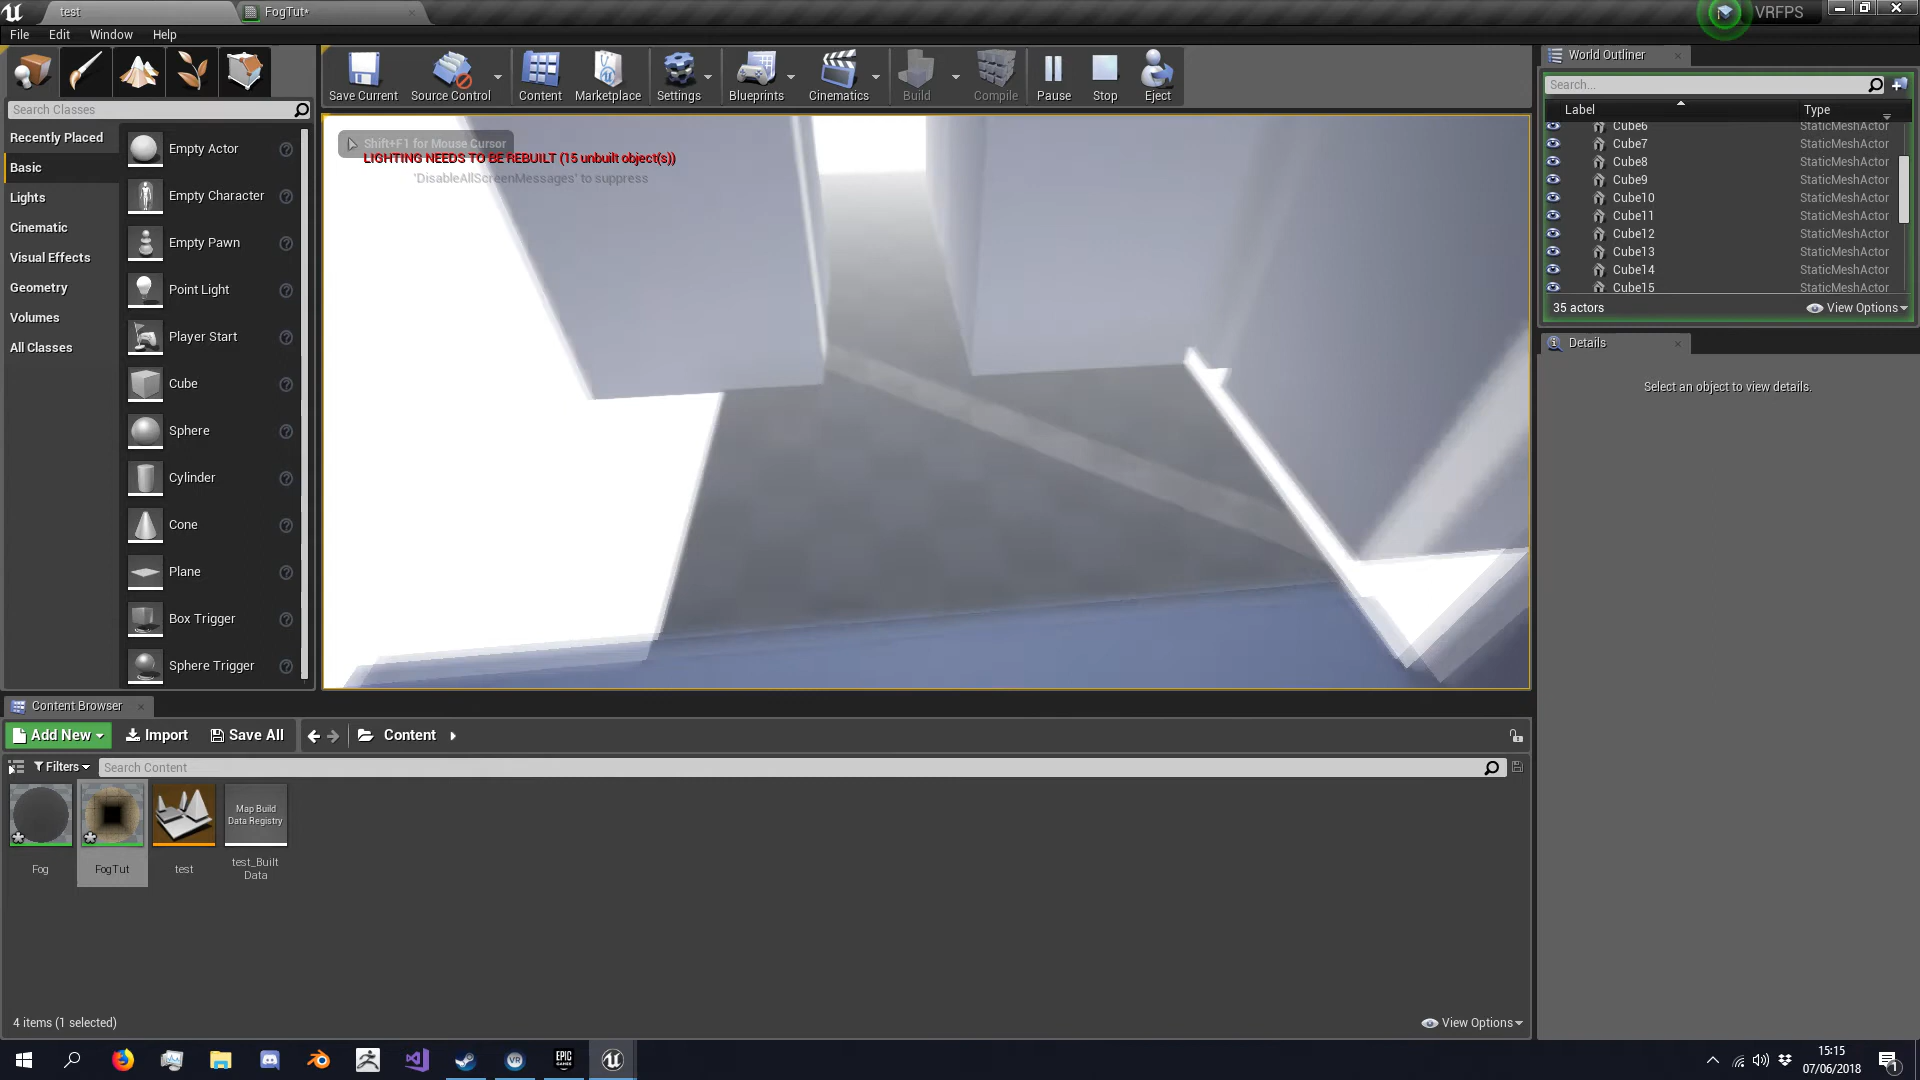 test
FogTut*
VRFPS
File Edit Window Help
Search Classes
Recently Placed
Basic
Lights
Cinematic
Visual Effects
Geometry
Volumes
All Classes
Empty Actor
Empty Character
Empty Pawn
Point Light
Player Start
Cube
Sphere
Cylinder
Cone
Plane
Box Trigger
Sphere Trigger
Save Current
Source Control
Content
Marketplace
Settings
Blueprints
Cinematics
Build
Compile
Pause
Stop
Eject
Shift+F1 for Mouse Cursor
LIGHTING NEEDS TO BE REBUILT (15 unbuilt object(s))
'DisableAllScreenMessages' to suppress
World Outliner
Search...
Label Type
Cube6 StaticMeshActor
Cube7 StaticMeshActor
Cube8 StaticMeshActor
Cube9 StaticMeshActor
Cube10 StaticMeshActor
Cube11 StaticMeshActor
Cube12 StaticMeshActor
Cube13 StaticMeshActor
Cube14 StaticMeshActor
Cube15 StaticMeshActor
35 actors View Options
Details
Select an object to view details.
Content Browser
Add New Import Save All Content
Filters Search Content
Fog
FogTut
test
Map Build
Data Registry
test_Built
Data
4 items (1 selected) View Options
VR
EPIC
GAMES
15:15
07/06/2018
1